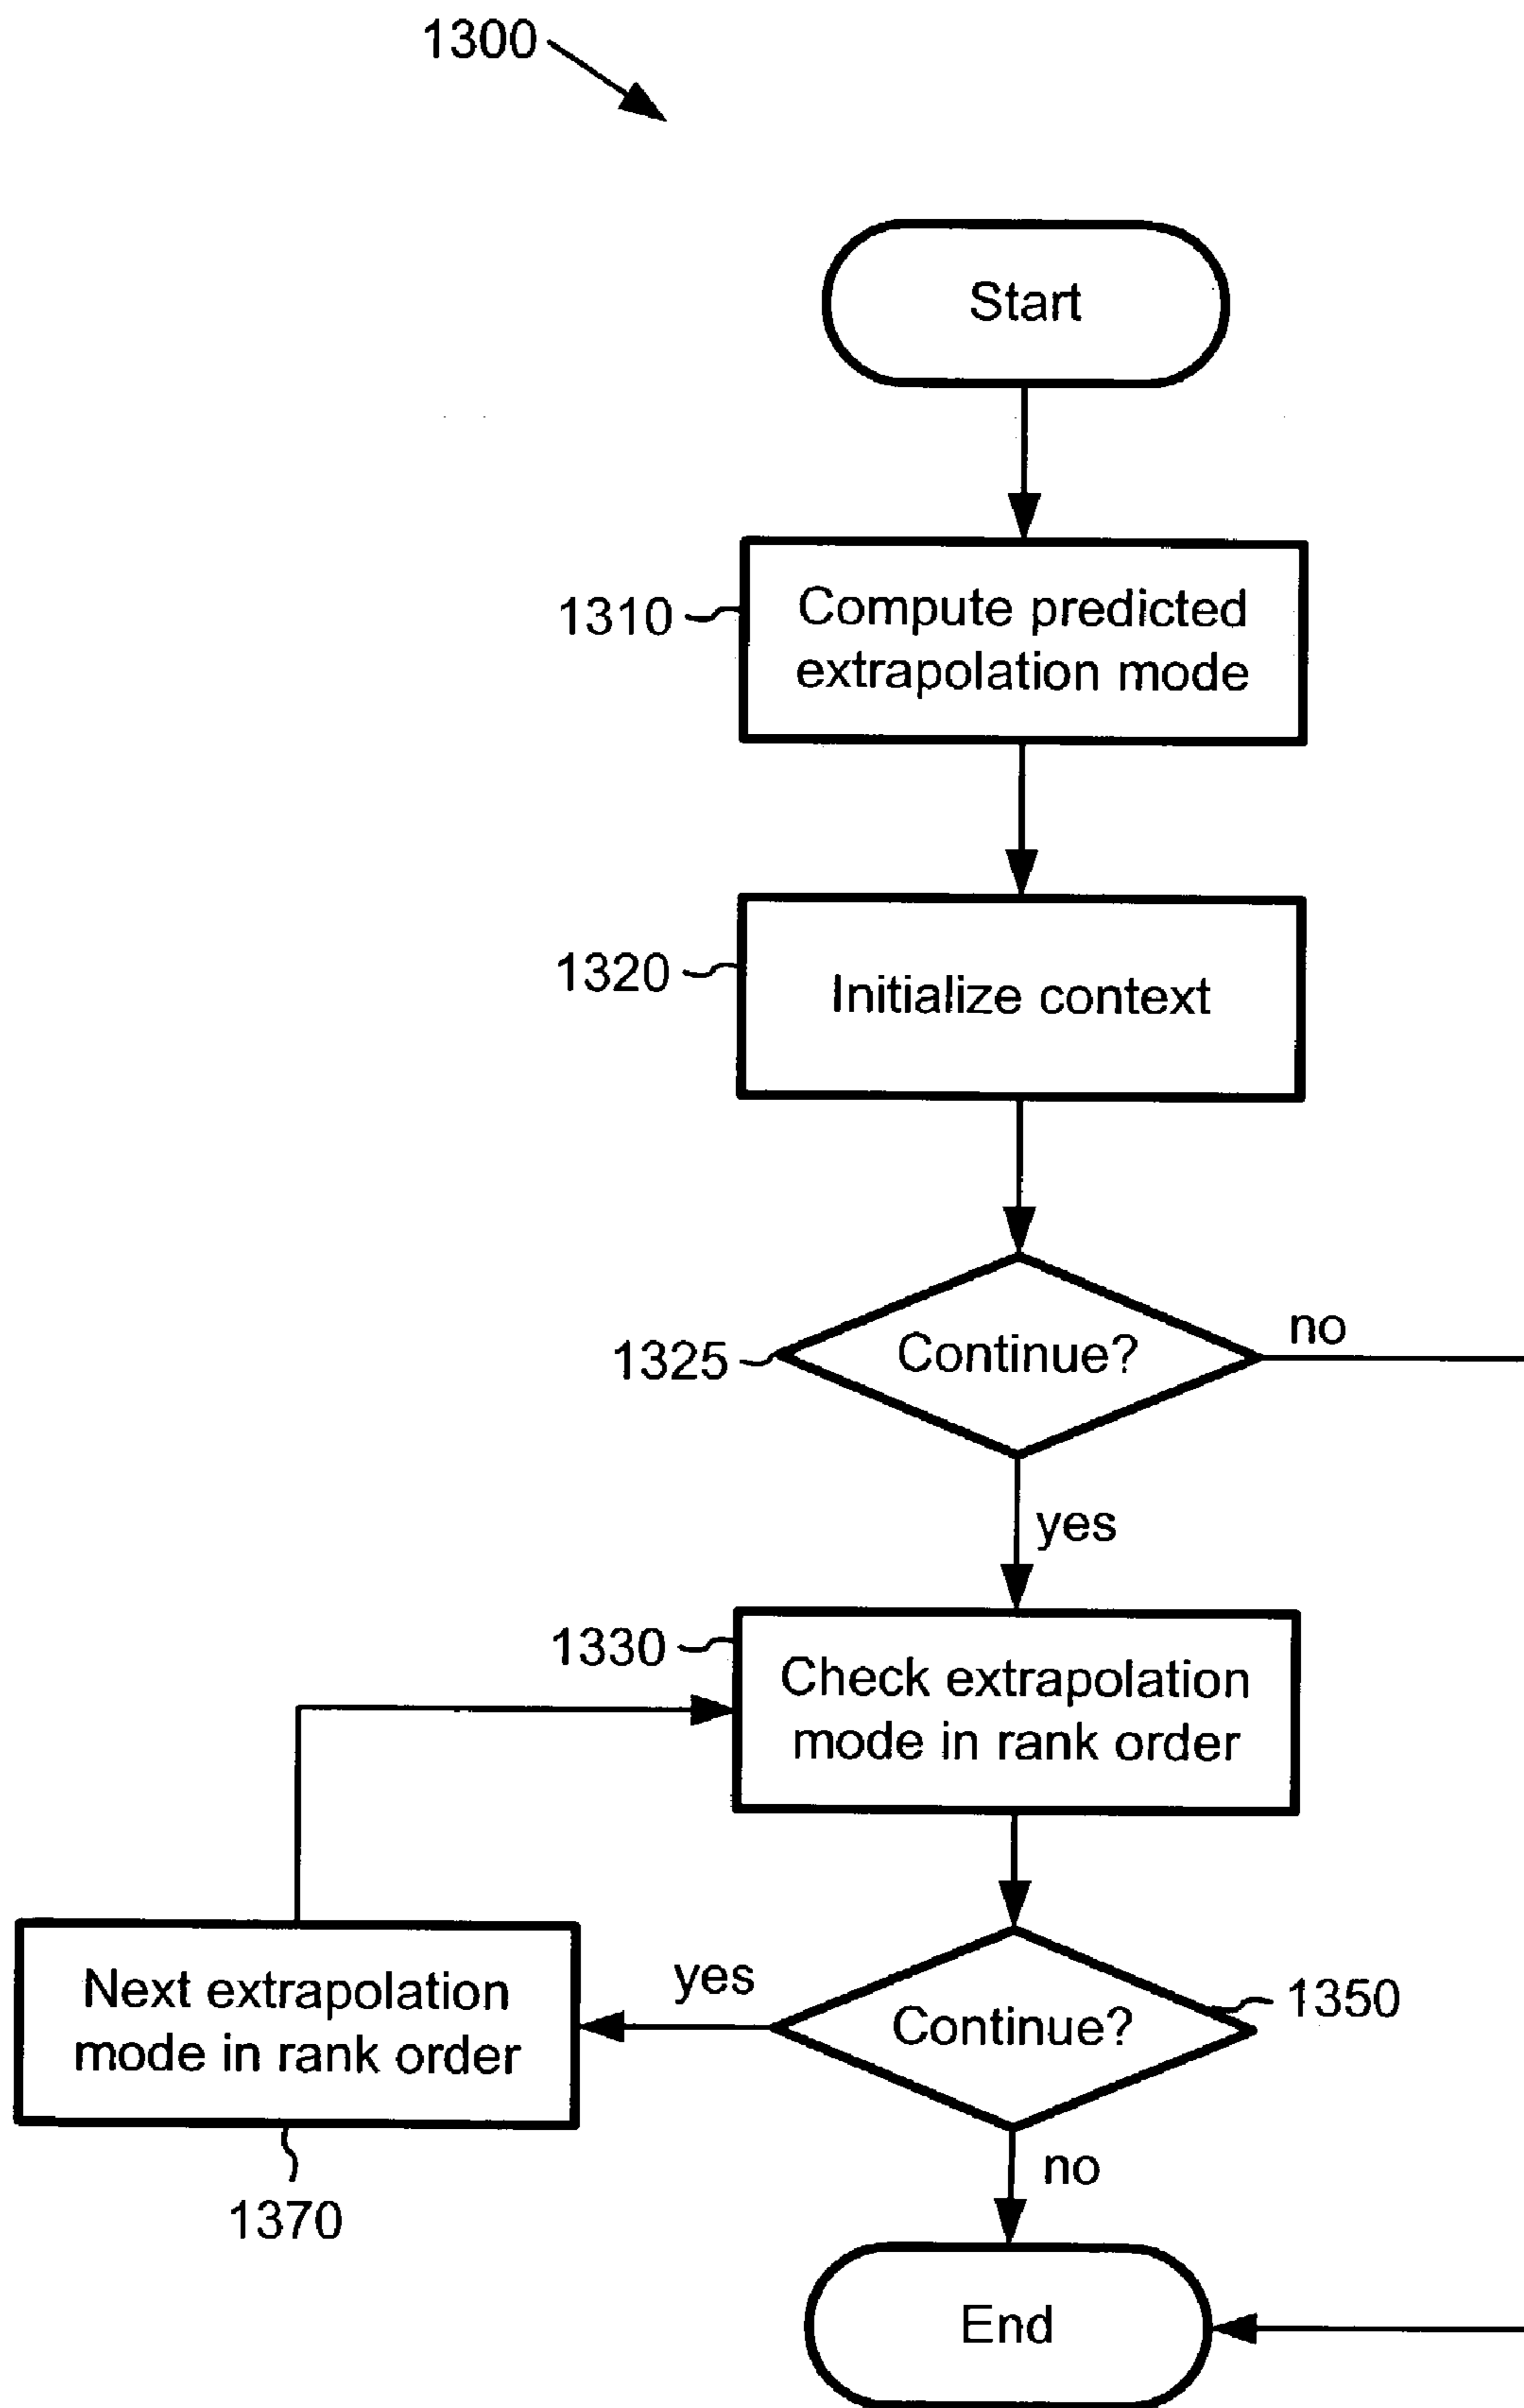 1300
Start
1310
Compute predicted
extrapolation mode
1320
Initialize context
1325
Continue?
no
yes
1330
Check extrapolation
mode in rank order
Next extrapolation
mode in rank order
yes
Continue?
1350
1370
no
End